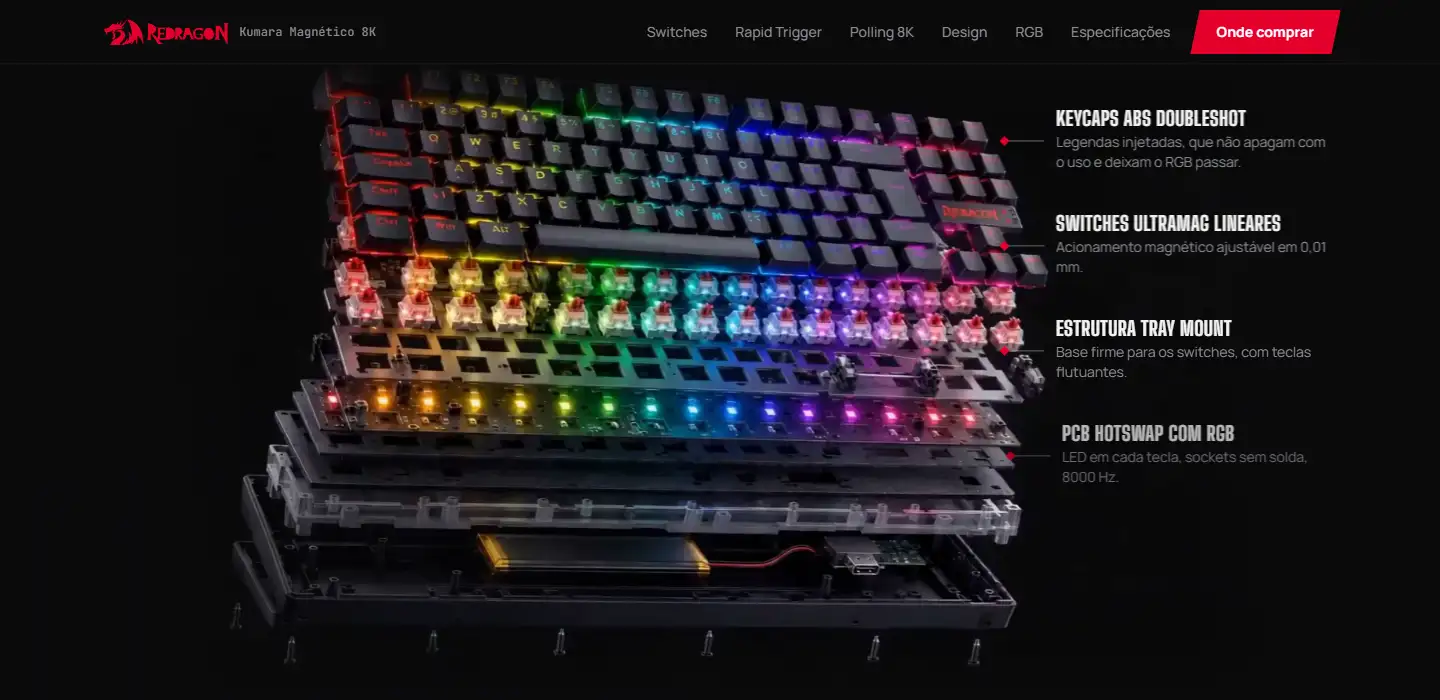 REDRAGON Kumara Magnético 8K
Switches Rapid Trigger Polling 8K Design RGB Especificações Onde comprar
KEYCAPS ABS DOUBLESHOT
Legendas injetadas, que não apagam com
o uso e deixam o RGB passar.
SWITCHES ULTRAMAG LINEARES
Acionamento magnético ajustável em 0,01
mm.
ESTRUTURA TRAY MOUNT
Base firme para os switches, com teclas
flutuantes.
PCB HOTSWAP COM RGB
LED em cada tecla, sockets sem solda,
8000 Hz.
Q W E R T Y U I O
A S D F G H J K L
Z X C V B N M
Win Alt
REDRAGON